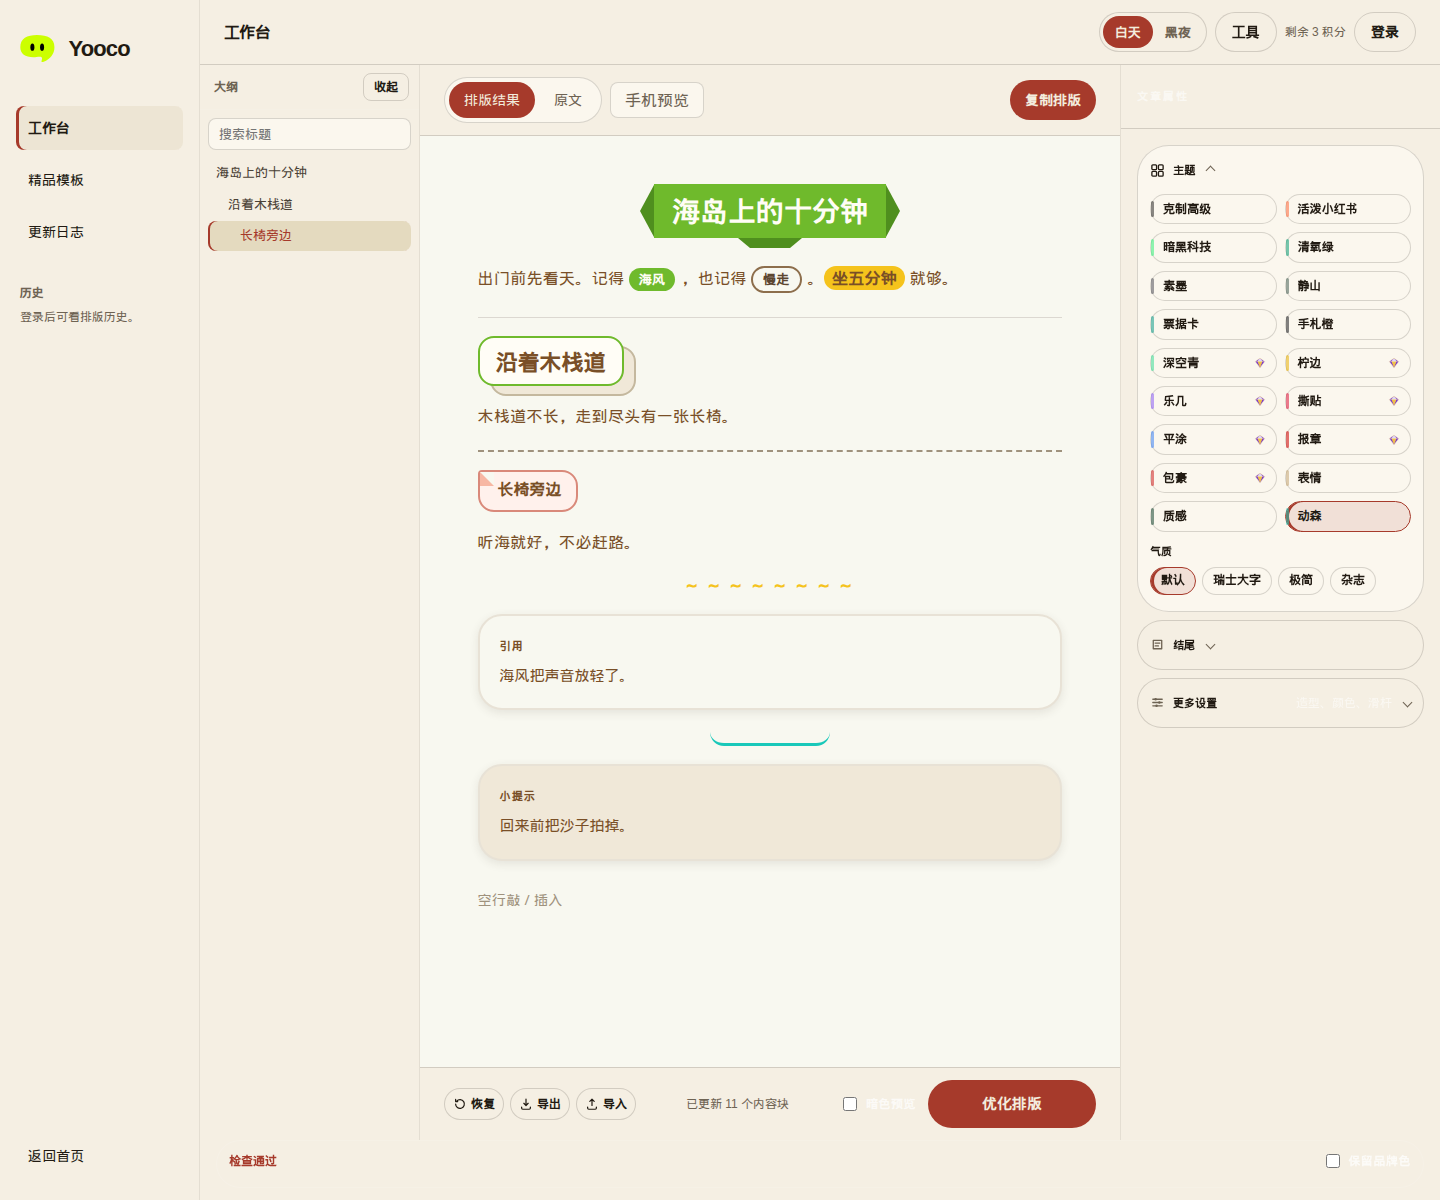 Yooco
工作台
精品模板
更新日志
历史
登录后可看排版历史。
返回首页
工作台
白天 黑夜 工具 剩余 3 积分 登录
大纲 收起
搜索标题
海岛上的十分钟
沿着木栈道
长椅旁边
排版结果 原文 手机预览 复制排版
海岛上的十分钟
出门前先看天。记得 海风 ，也记得 慢走 。坐五分钟 就够。
沿着木栈道
木栈道不长，走到尽头有一张长椅。
长椅旁边
听海就好，不必赶路。
~ ~ ~ ~ ~ ~ ~ ~
引用
海风把声音放轻了。
小提示
回来前把沙子拍掉。
空行敲 / 插入
恢复 导出 导入 已更新 11 个内容块 暗色预览 优化排版
检查通过 保留品牌色
文章属性
主题
克制高级 活泼小红书
暗黑科技 清氧绿
素墨 静山
票据卡 手札橙
深空青 柠边
乐几 撕贴
平涂 报章
包豪 表情
质感 动森
气质
默认 瑞士大字 极简 杂志
结尾
更多设置